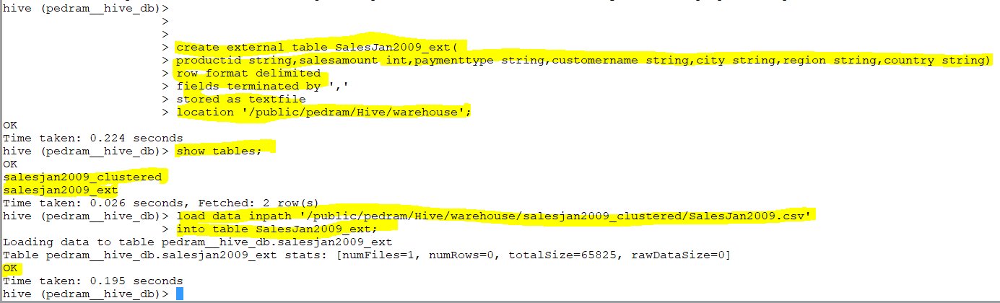 hive (pedram__hive_db)>
>
>
> create external table SalesJan2009_ext(
> productid string,salesamount int,paymenttype string,customername string,city string,region string,country string)
> row format delimited
> fields terminated by ','
> stored as textfile
> location '/public/pedram/Hive/warehouse';
OK
Time taken: 0.224 seconds
hive (pedram__hive_db)> show tables;
OK
salesjan2009_clustered
salesjan2009_ext
Time taken: 0.026 seconds, Fetched: 2 row(s)
hive (pedram__hive_db)> load data inpath '/public/pedram/Hive/warehouse/salesjan2009_clustered/SalesJan2009.csv'
> into table SalesJan2009_ext;
Loading data to table pedram__hive_db.salesjan2009_ext
Table pedram__hive_db.salesjan2009_ext stats: [numFiles=1, numRows=0, totalSize=65825, rawDataSize=0]
OK
Time taken: 0.195 seconds
hive (pedram__hive_db)>